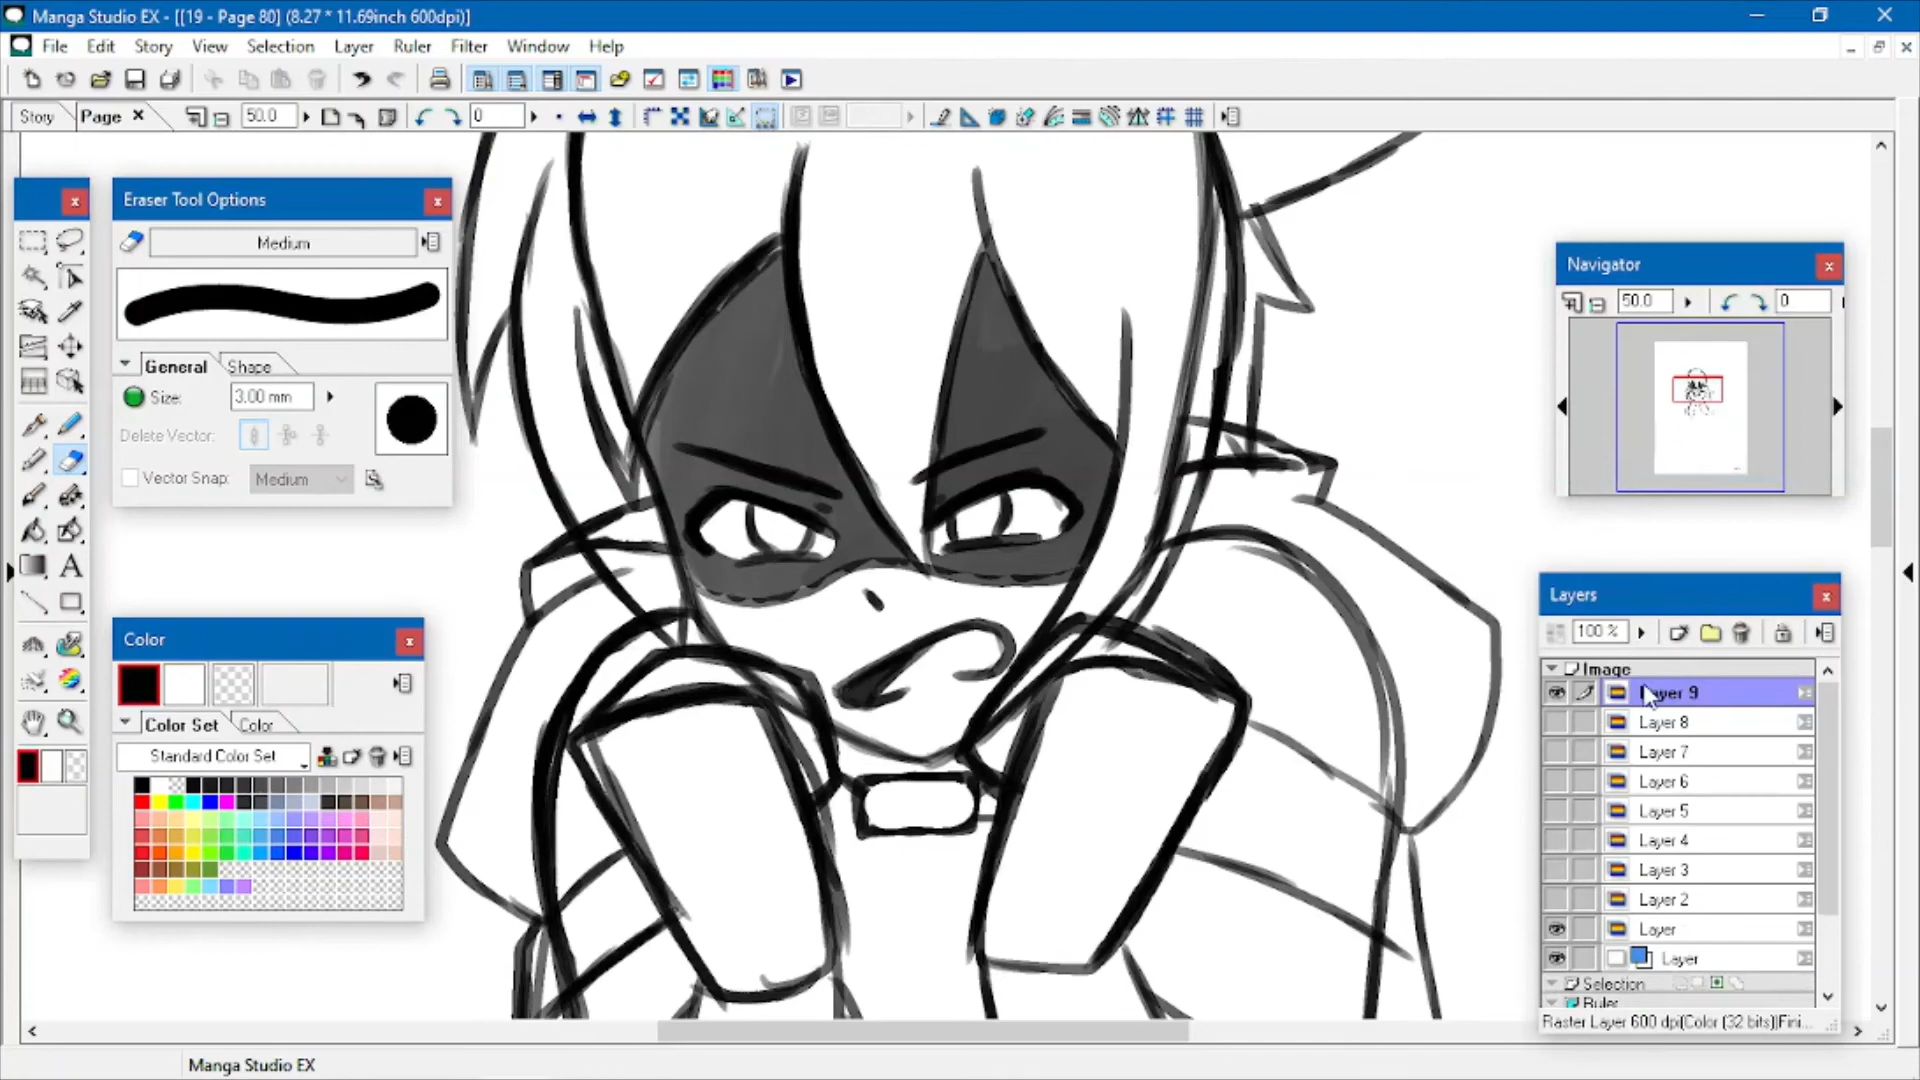 Manga Studio EX - [[19 - Page 80] (8.27 * 11.69inch 600dpi)]
File Edit Story View Selection Layer Ruler Filter Window Help
Story Page 50.0 0
Eraser Tool Options
Medium
General Shape
Size: 3.00 mm
Delete Vector:
Vector Snap: Medium
A
Color
Color Set Color
Standard Color Set
Navigator
50.0 0
Layers
100 %
Image
Layer 9
Layer 8
Layer 7
Layer 6
Layer 5
Layer 4
Layer 3
Layer 2
Layer
Layer
Selection
Ruler
Raster Layer 600 dpi(Color (32 bits))Fini...
Manga Studio EX